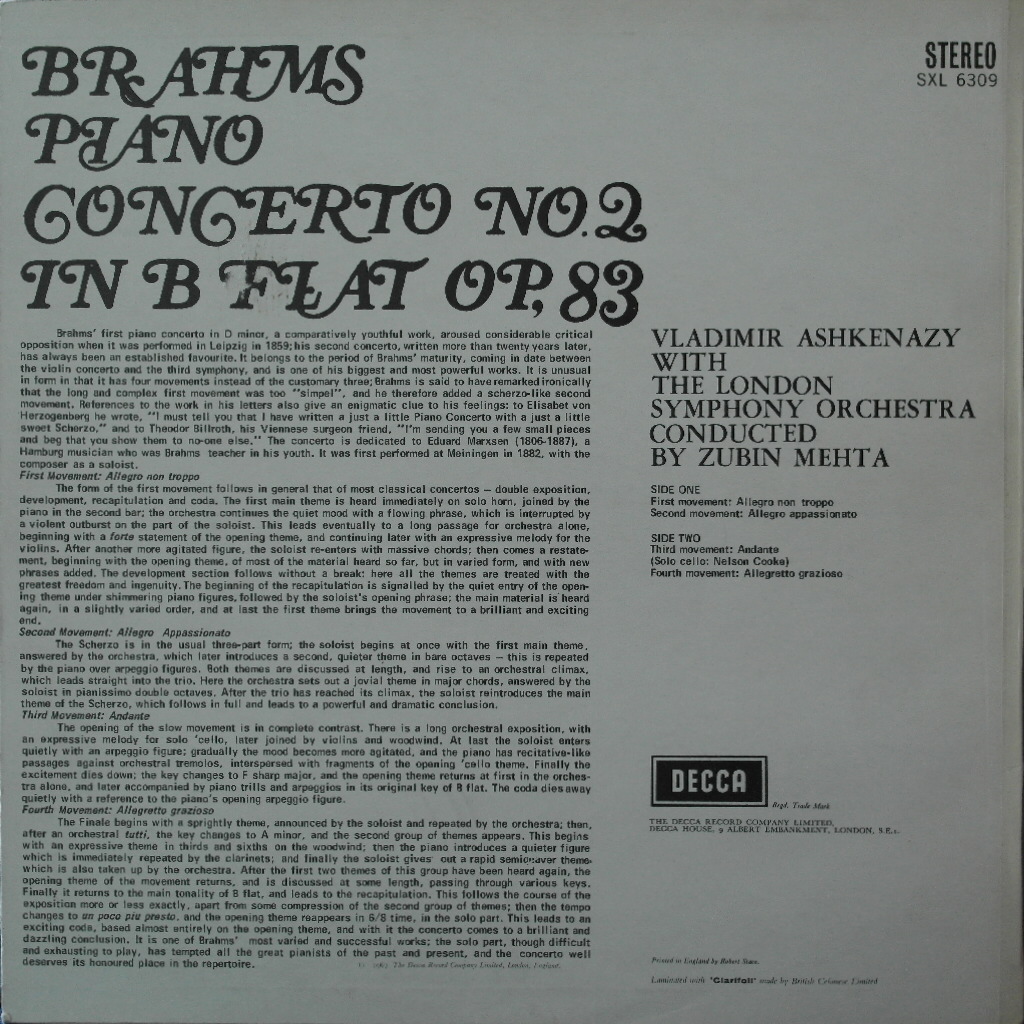 BRAHMS
PIANO
CONCERTO NO. 2
IN B FLAT OP. 83
STEREO
SXL 6309
Brahms' first piano concerto in D minor, a comparatively youthful work, aroused considerable critical
opposition when it was performed in Leipzig in 1859; his second concerto, written more than twenty years later,
has always been an established favourite. It belongs to the period of Brahms' maturity, coming in date between
the violin concerto and the third symphony, and is one of his biggest and most powerful works. It is unusual
in form in that it has four movements instead of the customary three; Brahms is said to have remarked ironically
that the long and complex first movement was too "simpel", and he therefore added a scherzo-like second
movement. References to the work in his letters also give an enigmatic clue to his feelings: to Elisabet von
Herzogenberg he wrote, "I must tell you that I have written a just a little Piano Concerto with a just a little
sweet Scherzo," and to Theodor Billroth, his Viennese surgeon friend, "I'm sending you a few small pieces
and beg that you show them to no-one else." The concerto is dedicated to Eduard Marxsen (1806-1887), a
Hamburg musician who was Brahms teacher in his youth. It was first performed at Meiningen in 1882, with the
composer as a soloist.
First Movement: Allegro non troppo
The form of the first movement follows in general that of most classical concertos – double exposition,
development, recapitulation and coda. The first main theme is heard immediately on solo horn, joined by the
piano in the second bar; the orchestra continues the quiet mood with a flowing phrase, which is interrupted by
a violent outburst on the part of the soloist. This leads eventually to a long passage for orchestra alone,
beginning with a forte statement of the opening theme, and continuing later with an expressive melody for the
violins. After another more agitated figure, the soloist re-enters with massive chords; then comes a restate-
ment, beginning with the opening theme, of most of the material heard so far, but in varied form, and with new
phrases added. The development section follows without a break: here all the themes are treated with the
greatest freedom and ingenuity. The beginning of the recapitulation is signalled by the quiet entry of the open-
ing theme under shimmering piano figures, followed by the soloist's opening phrase; the main material is heard
again, in a slightly varied order, and at last the first theme brings the movement to a brilliant and exciting
end.
Second Movement: Allegro Appassionato
The Scherzo is in the usual three-part form; the soloist begins at once with the first main theme,
answered by the orchestra, which later introduces a second, quieter theme in bare octaves – this is repeated
by the piano over arpeggio figures. Both themes are discussed at length, and rise to an orchestral climax,
which leads straight into the trio. Here the orchestra sets out a jovial theme in major chords, answered by the
soloist in pianissimo double octaves. After the trio has reached its climax, the soloist reintroduces the main
theme of the Scherzo, which follows in full and leads to a powerful and dramatic conclusion.
Third Movement: Andante
The opening of the slow movement is in complete contrast. There is a long orchestral exposition, with
an expressive melody for solo 'cello, later joined by violins and woodwind. At last the soloist enters
quietly with an arpeggio figure; gradually the mood becomes more agitated, and the piano has recitative-like
passages against orchestral tremolos, interspersed with fragments of the opening 'cello theme. Finally the
excitement dies down; the key changes to F sharp major, and the opening theme returns at first in the orches-
tra alone, and later accompanied by piano trills and arpeggios in its original key of B flat. The coda dies away
quietly with a reference to the piano's opening arpeggio figure.
Fourth Movement: Allegretto grazioso
The Finale begins with a sprightly theme, announced by the soloist and repeated by the orchestra; then,
after an orchestral tutti, the key changes to A minor, and the second group of themes appears. This begins
with an expressive theme in thirds and sixths on the woodwind; then the piano introduces a quieter figure
which is immediately repeated by the clarinets; and finally the soloist gives out a rapid semiquaver theme,
which is also taken up by the orchestra. After the first two themes of this group have been heard again, the
opening theme of the movement returns, and is discussed at some length, passing through various keys.
Finally it returns to the main tonality of B flat, and leads to the recapitulation. This follows the course of the
exposition more or less exactly, apart from some compression of the second group of themes; then the tempo
changes to un poco piu presto, and the opening theme reappears in 6/8 time, in the solo part. This leads to an
exciting coda, based almost entirely on the opening theme, and with it the concerto comes to a brilliant and
dazzling conclusion. It is one of Brahms' most varied and successful works; the solo part, though difficult
and exhausting to play, has tempted all the great pianists of the past and present, and the concerto well
deserves its honoured place in the repertoire.
The Decca Record Company Limited, London, England.
VLADIMIR ASHKENAZY
WITH
THE LONDON
SYMPHONY ORCHESTRA
CONDUCTED
BY ZUBIN MEHTA
SIDE ONE
First movement: Allegro non troppo
Second movement: Allegro appassionato
SIDE TWO
Third movement: Andante
(Solo cello: Nelson Cooke)
Fourth movement: Allegretto grazioso
DECCA
Regd. Trade Mark
THE DECCA RECORD COMPANY LIMITED,
DECCA HOUSE, 9 ALBERT EMBANKMENT, LONDON, S.E.1.
Printed in England by Robert Stace.
Laminated with 'Clarifoil' made by British Celanese Limited